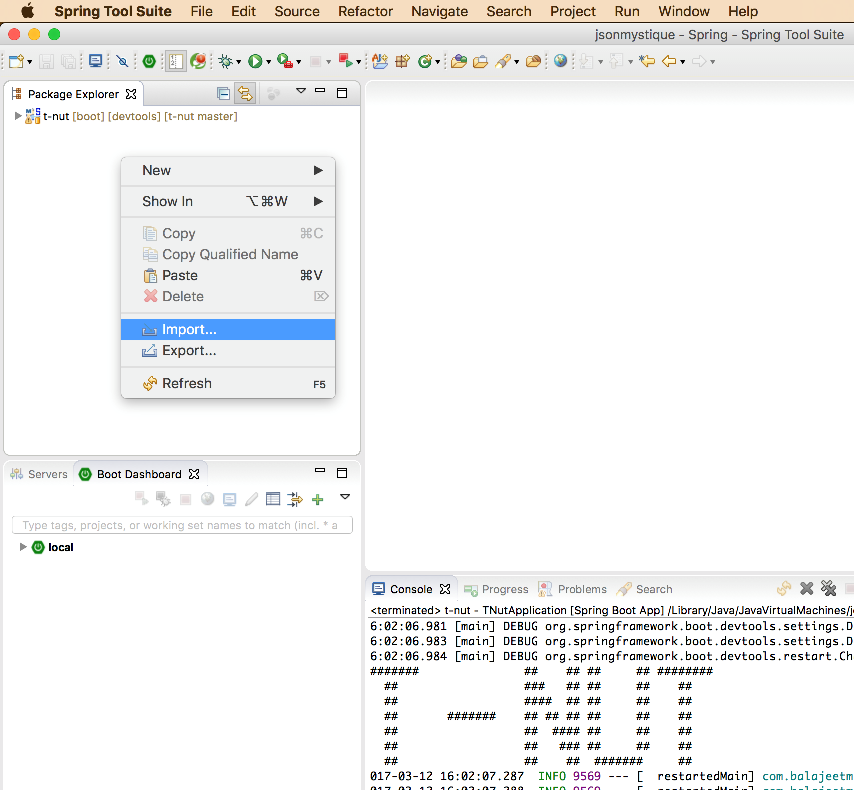 Spring Tool Suite File Edit Source Refactor Navigate Search Project Run Window Help
jsonmystique - Spring - Spring Tool Suite
Package Explorer
t-nut [boot] [devtools] [t-nut master]
New
Show In ⌥⌘W
Copy ⌘C
Copy Qualified Name
Paste ⌘V
Delete ⌦
Import...
Export...
Refresh F5
Servers Boot Dashboard
Type tags, projects, or working set names to match (incl. * a
local
Console Progress Problems Search
<terminated> t-nut - TNutApplication [Spring Boot App] /Library/Java/JavaVirtualMachines/j
6:02:06.981 [main] DEBUG org.springframework.boot.devtools.settings.D
6:02:06.983 [main] DEBUG org.springframework.boot.devtools.settings.D
6:02:06.984 [main] DEBUG org.springframework.boot.devtools.restart.Ch
####### ## ## ## ## ########
## ### ## ## ## ##
## #### ## ## ## ##
## ####### ## ## ## ## ## ##
## ## #### ## ## ##
## ## ### ## ## ##
## ## ## ####### ##
017-03-12 16:02:07.287 INFO 9569 --- [ restartedMain] com.balajeetm